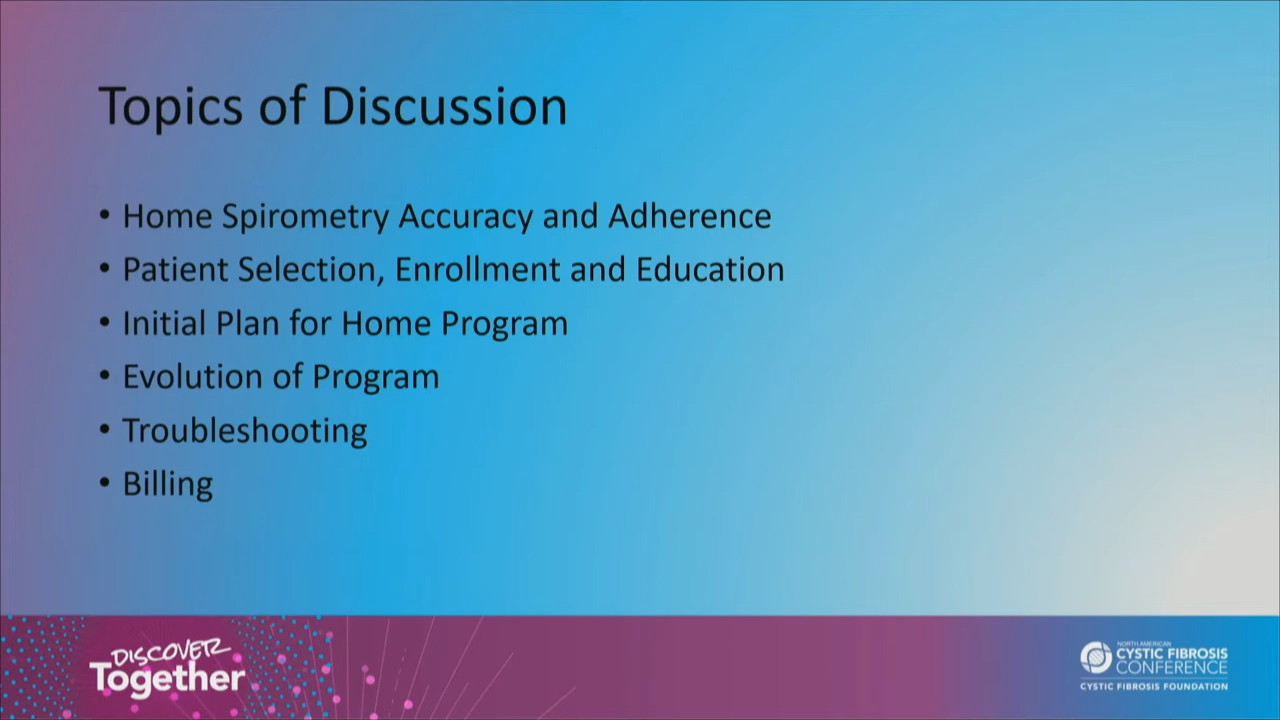 Topics of Discussion
• Home Spirometry Accuracy and Adherence
• Patient Selection, Enrollment and Education
• Initial Plan for Home Program
• Evolution of Program
• Troubleshooting
• Billing
DISCOVER
Together
NORTH AMERICAN
CYSTIC FIBROSIS
CONFERENCE
CYSTIC FIBROSIS FOUNDATION